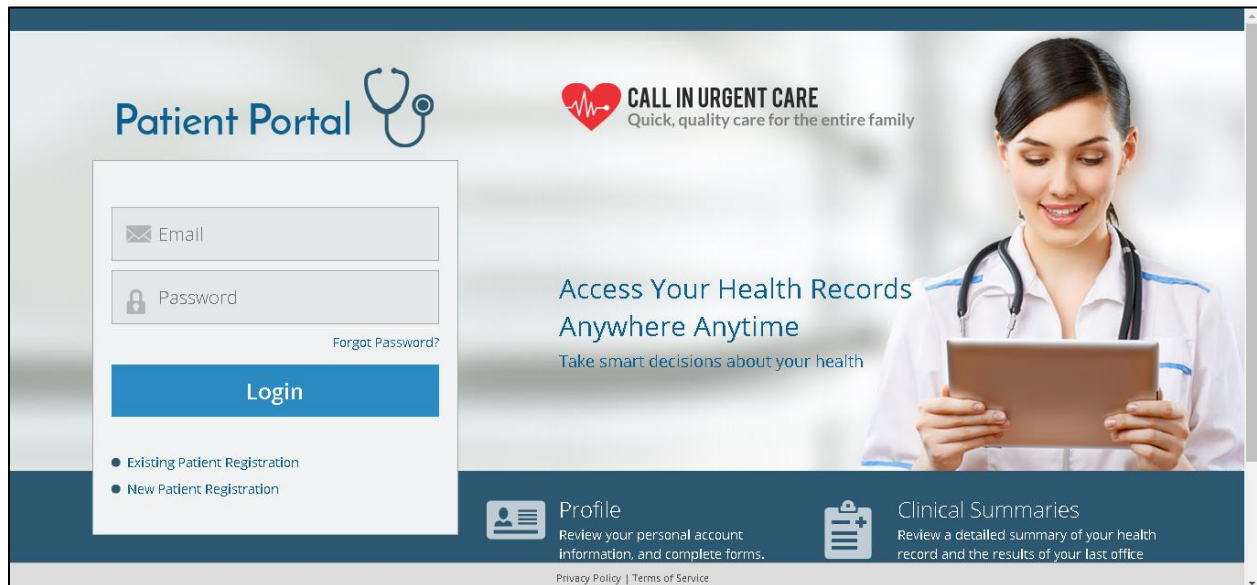 Patient Portal
CALL IN URGENT CARE
Quick, quality care for the entire family
Email
Password
Forgot Password?
Login
Existing Patient Registration
New Patient Registration
Access Your Health Records
Anywhere Anytime
Take smart decisions about your health
Profile
Review your personal account
information, and complete forms.
Clinical Summaries
Review a detailed summary of your health
record and the results of your last office
Privacy Policy | Terms of Service